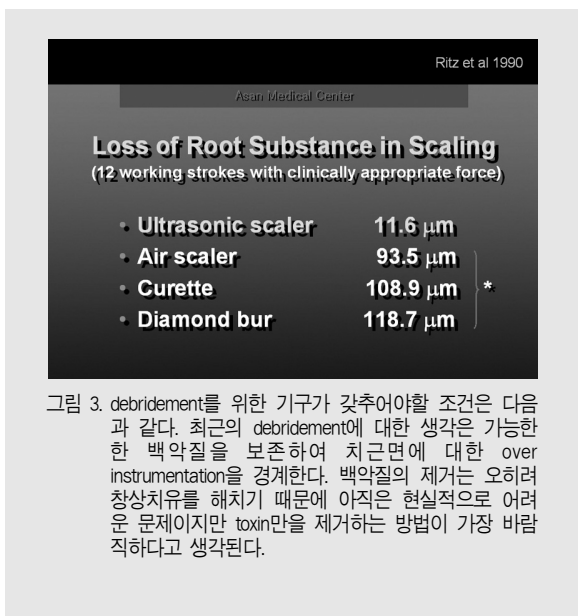 Ritz et al 1990
Asan Medical Center
Loss of Root Substance in Scaling
(12 working strokes with clinically appropriate force)
• Ultrasonic scaler 11.6 μm
• Air scaler 93.5 μm
• Curette 108.9 μm *
• Diamond bur 118.7 μm
그림 3. debridement를 위한 기구가 갖추어야할 조건은 다음
과 같다. 최근의 debridement에 대한 생각은 가능한
한 백악질을 보존하여 치근면에 대한 over
instrumentation을 경계한다. 백악질의 제거는 오히려
창상치유를 해치기 때문에 아직은 현실적으로 어려
운 문제이지만 toxin만을 제거하는 방법이 가장 바람
직하다고 생각된다.